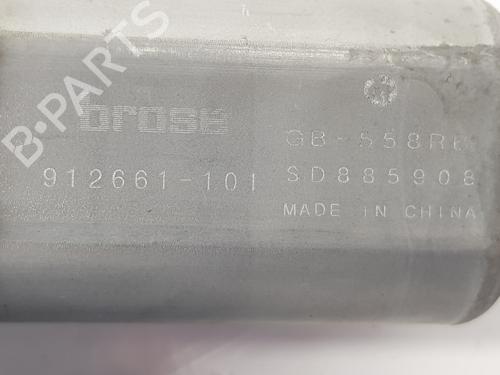 B-PARTS
brose
912661-101
GB-558R
SD885908
MADE IN CHINA